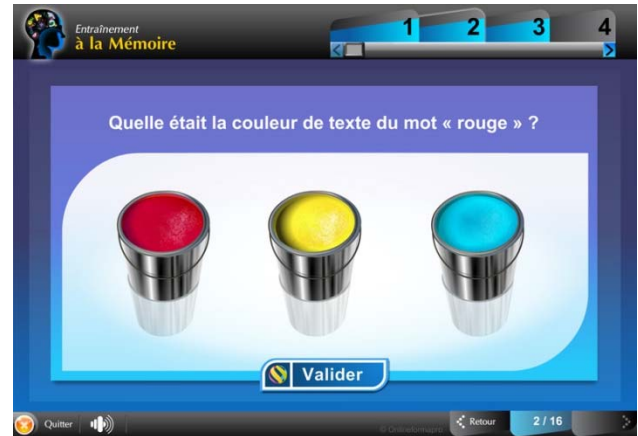 Entraînement
à la Mémoire
1 2 3 4
Quelle était la couleur de texte du mot « rouge » ?
Valider
Quitter
© Onlineformapro
Retour
2 / 16